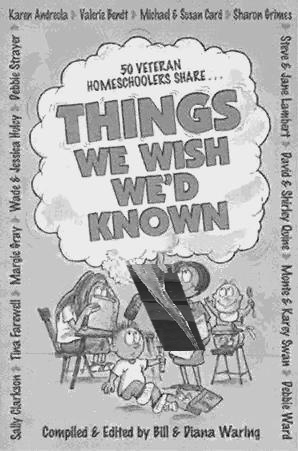 Karen Andreola Valerie Bendt Michael & Susan Card Sharon Grimes
50 VETERAN
HOMESCHOOLERS SHARE...
THINGS
WE WISH
WE'D
KNOWN
Sally Clarkson Tina Farewell Margie Gray Wade & Jessica Hulcy Debbie Strayer
Steve & Jane Lambert David & Shirley Quine Monte & Karey Swan Debbie Ward
Compiled & Edited by Bill & Diana Waring